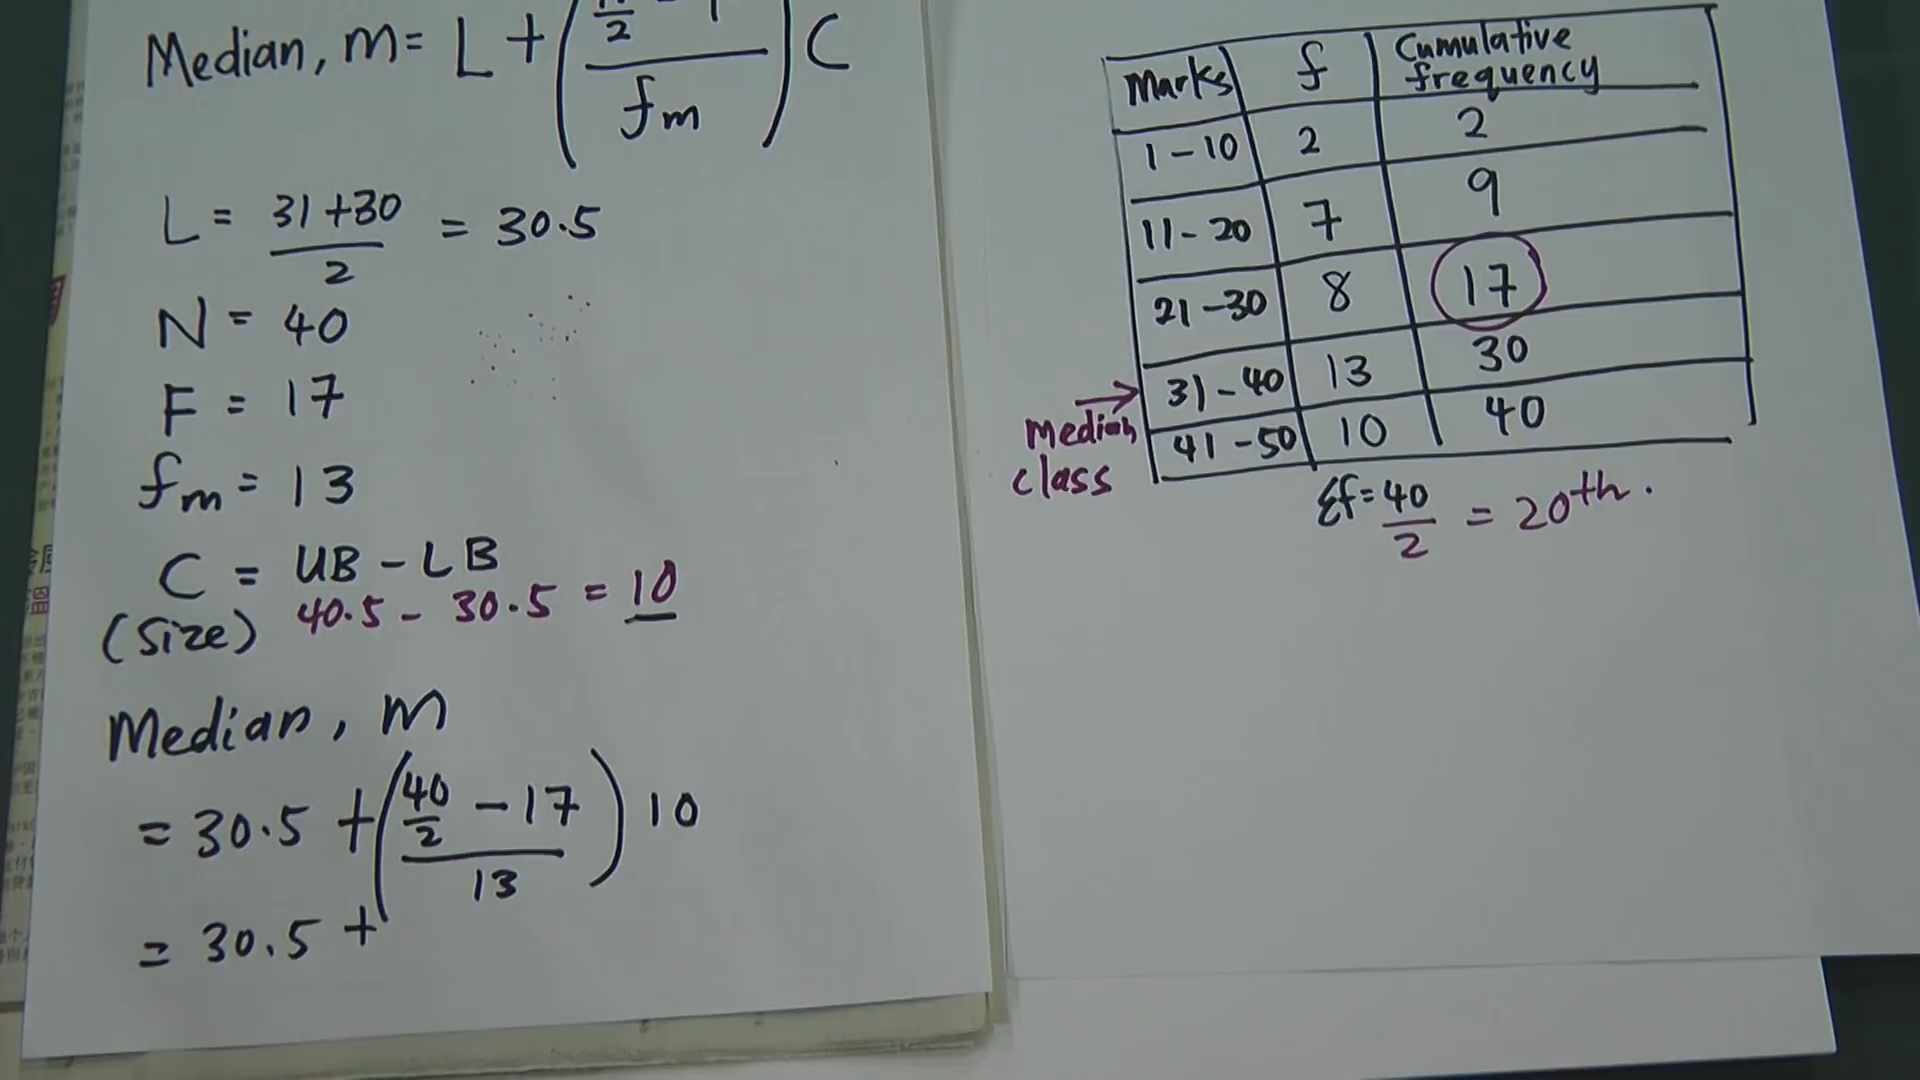 Median, m = L + ( N/2 - F / fm ) C
L = 31+30 / 2 = 30.5
N = 40
F = 17
fm = 13
C = UB - LB
(Size) 40.5 - 30.5 = 10
Median, m
= 30.5 + ( 40/2 - 17 / 13 ) 10
= 30.5 +
Marks f Cumulative frequency
1-10 2 2
11-20 7 9
21-30 8 17
31-40 13 30
41-50 10 40
Median
class
Σf = 40/2 = 20th.